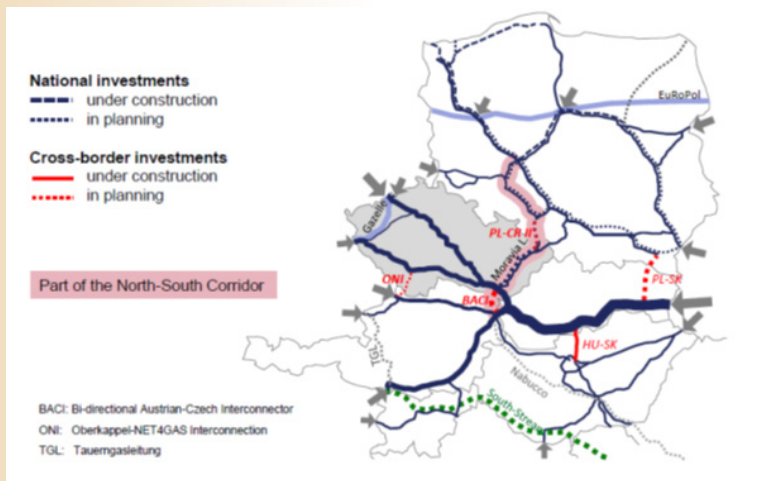 National investments
under construction
in planning
Cross-border investments
under construction
in planning
Part of the North-South Corridor
EuRoPol
Gazelle
PL-CR-II
Moravia L.
ONI
BACI
PL-SK
HU-SK
TGL
Nabucco
South-Stream
BACI: Bi-directional Austrian-Czech Interconnector
ONI: Oberkappel-NET4GAS Interconnection
TGL: Tauerngasleitung